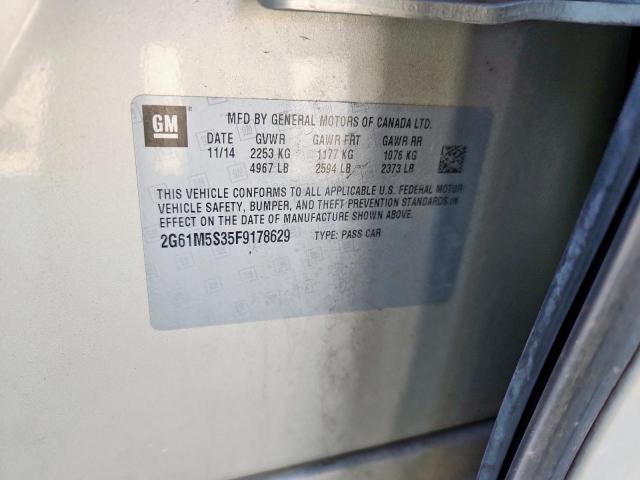 GM
MFD BY GENERAL MOTORS OF CANADA LTD.
DATE GVWR GAWR FRT GAWR RR
11/14 2253 KG 1177 KG 1076 KG
4967 LB 2594 LB 2373 LB
THIS VEHICLE CONFORMS TO ALL APPLICABLE U.S. FEDERAL MOTOR
VEHICLE SAFETY, BUMPER, AND THEFT PREVENTION STANDARDS IN
EFFECT ON THE DATE OF MANUFACTURE SHOWN ABOVE.
2G61M5S35F9178629 TYPE: PASS CAR